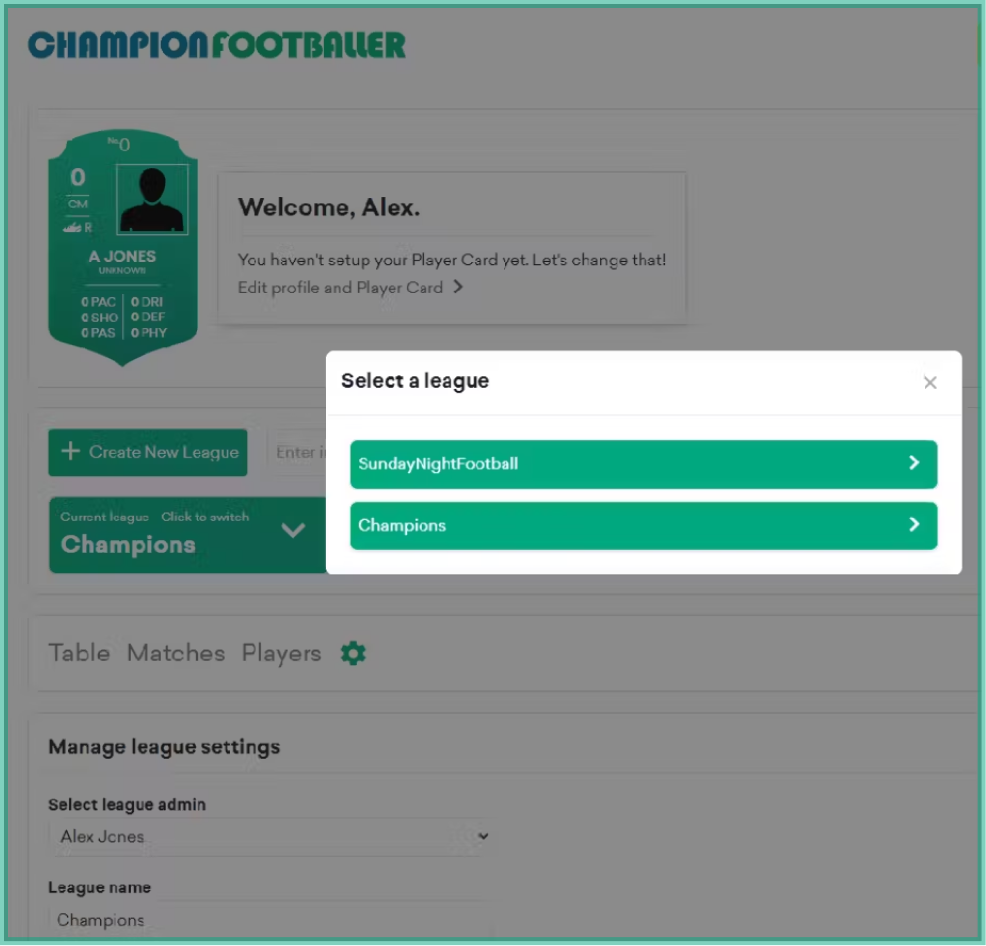 CHAMPIONFOOTBALLER
№0
0
CM
R
A JONES
UNKNOWN
0 PAC 0 DRI
0 SHO 0 DEF
0 PAS 0 PHY
Welcome, Alex.
You haven't setup your Player Card yet. Let's change that!
Edit profile and Player Card
Select a league
SundayNightFootball
Champions
Create New League
Enter
Current league Click to switch
Champions
Table Matches Players
Manage league settings
Select league admin
Alex Jones
League name
Champions